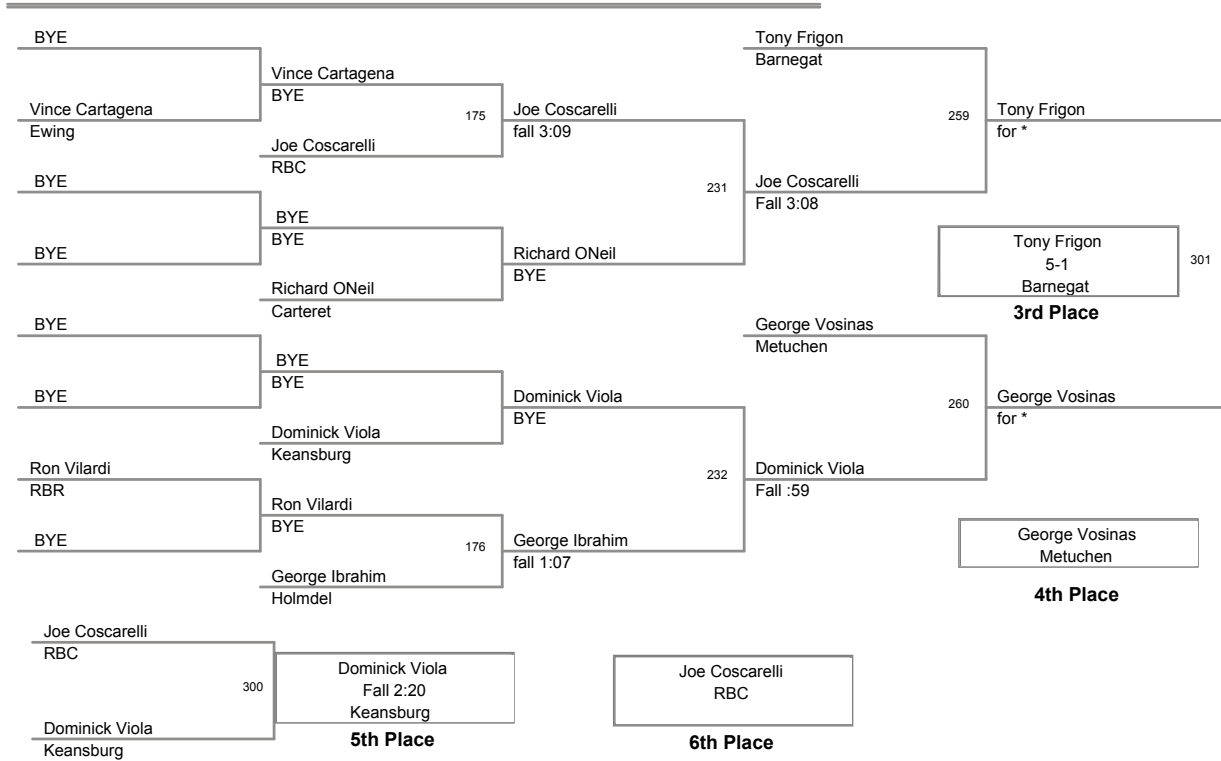 BYE
Vince Cartagena
Ewing
BYE
BYE
BYE
BYE
Ron Vilardi
RBR
BYE
Vince Cartagena
BYE
175
Joe Coscarelli
RBC
BYE
BYE
Richard ONeil
Carteret
BYE
BYE
Dominick Viola
Keansburg
Ron Vilardi
BYE
176
George Ibrahim
Holmdel
Joe Coscarelli
fall 3:09
231
Richard ONeil
BYE
Dominick Viola
BYE
232
George Ibrahim
fall 1:07
Tony Frigon
Barnegat
259
Joe Coscarelli
Fall 3:08
George Vosinas
Metuchen
260
Dominick Viola
Fall :59
Tony Frigon
for *
Tony Frigon
5-1
Barnegat
301
3rd Place
George Vosinas
for *
George Vosinas
Metuchen
4th Place
Joe Coscarelli
RBC
300
Dominick Viola
Keansburg
Dominick Viola
Fall 2:20
Keansburg
5th Place
Joe Coscarelli
RBC
6th Place